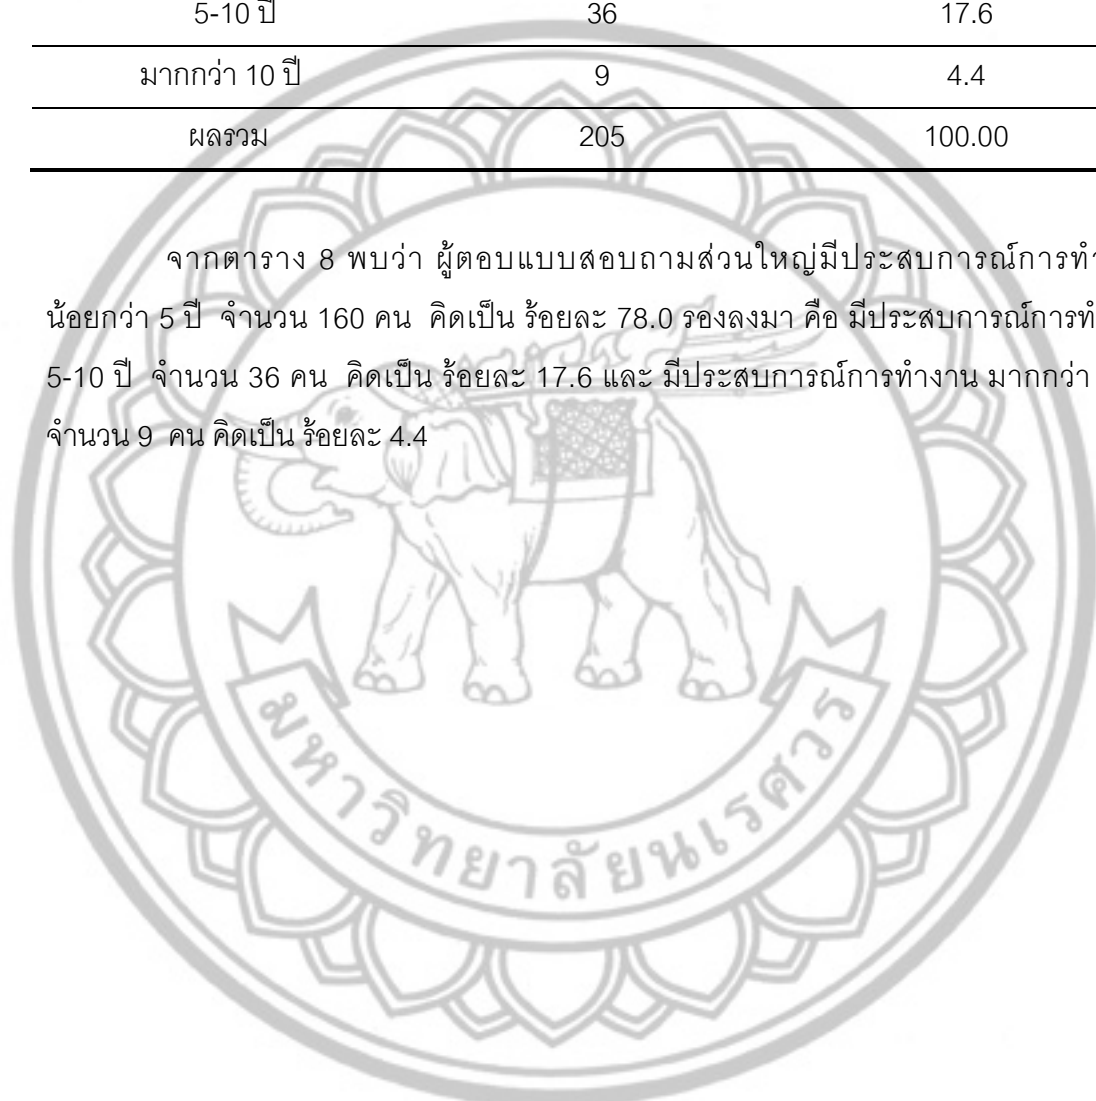 5-10 ปี 36 17.6
มากกว่า 10 ปี 9 4.4
ผลรวม 205 100.00
จากตาราง 8 พบว่า ผู้ตอบแบบสอบถามส่วนใหญ่มีประสบการณ์การทำ
น้อยกว่า 5 ปี จำนวน 160 คน คิดเป็น ร้อยละ 78.0 รองลงมา คือ มีประสบการณ์การทำ
5-10 ปี จำนวน 36 คน คิดเป็น ร้อยละ 17.6 และ มีประสบการณ์การทำงาน มากกว่า
จำนวน 9 คน คิดเป็น ร้อยละ 4.4
มหาวิทยาลัยนเรศวร